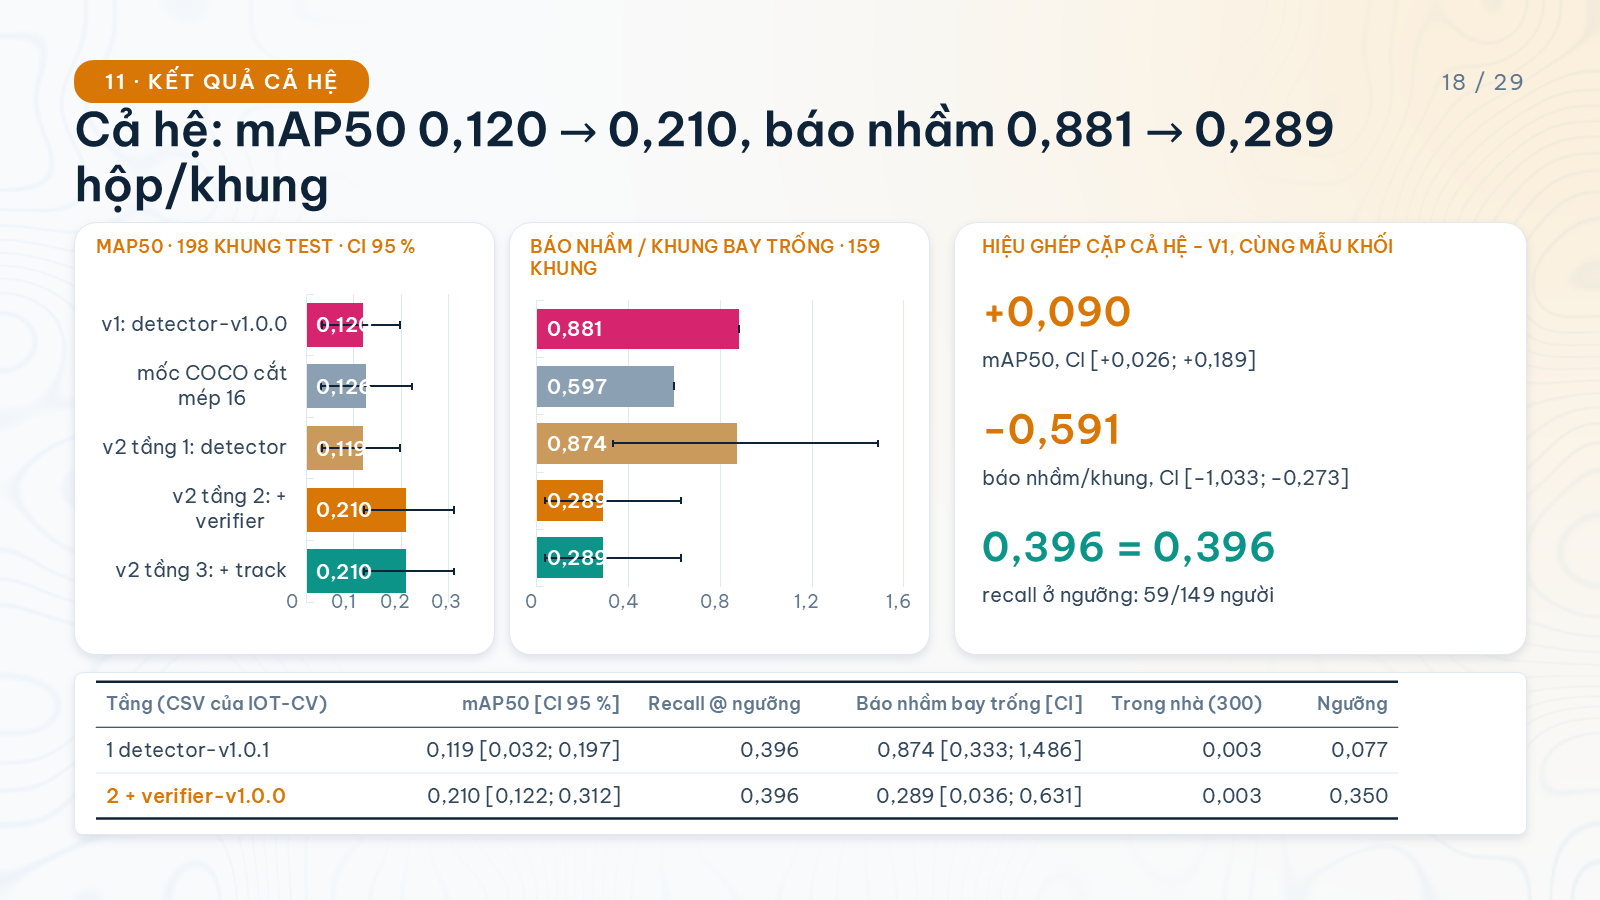 11 · KẾT QUẢ CẢ HỆ
18 / 29
Cả hệ: mAP50 0,120 → 0,210, báo nhầm 0,881 → 0,289
hộp/khung
MAP50 · 198 KHUNG TEST · CI 95 %
v1: detector-v1.0.0
0,120
mốc COCO cắt
mép 16
0,126
v2 tầng 1: detector
0,119
v2 tầng 2: +
verifier
0,210
v2 tầng 3: + track
0,210
0 0,1 0,2 0,3
BÁO NHẦM / KHUNG BAY TRỐNG · 159
KHUNG
0,881
0,597
0,874
0,289
0,289
0 0,4 0,8 1,2 1,6
HIỆU GHÉP CẶP CẢ HỆ − V1, CÙNG MẪU KHỐI
+0,090
mAP50, CI [+0,026; +0,189]
−0,591
báo nhầm/khung, CI [−1,033; −0,273]
0,396 = 0,396
recall ở ngưỡng: 59/149 người
Tầng (CSV của IOT-CV) mAP50 [CI 95 %] Recall @ ngưỡng Báo nhầm bay trống [CI] Trong nhà (300) Ngưỡng
1 detector-v1.0.1 0,119 [0,032; 0,197] 0,396 0,874 [0,333; 1,486] 0,003 0,077
2 + verifier-v1.0.0 0,210 [0,122; 0,312] 0,396 0,289 [0,036; 0,631] 0,003 0,350